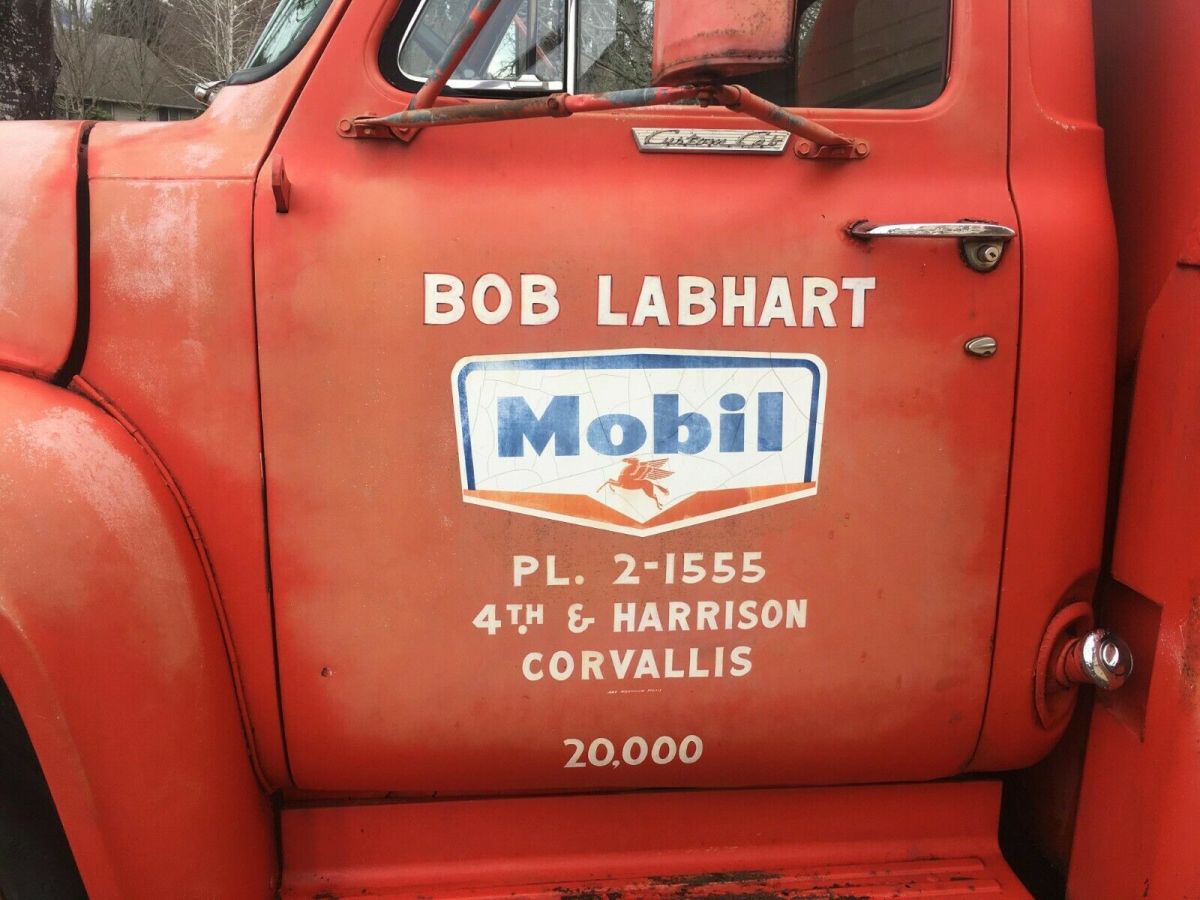 Custom Cab
BOB LABHART
Mobil
PL. 2-1555
4TH & HARRISON
CORVALLIS
20,000